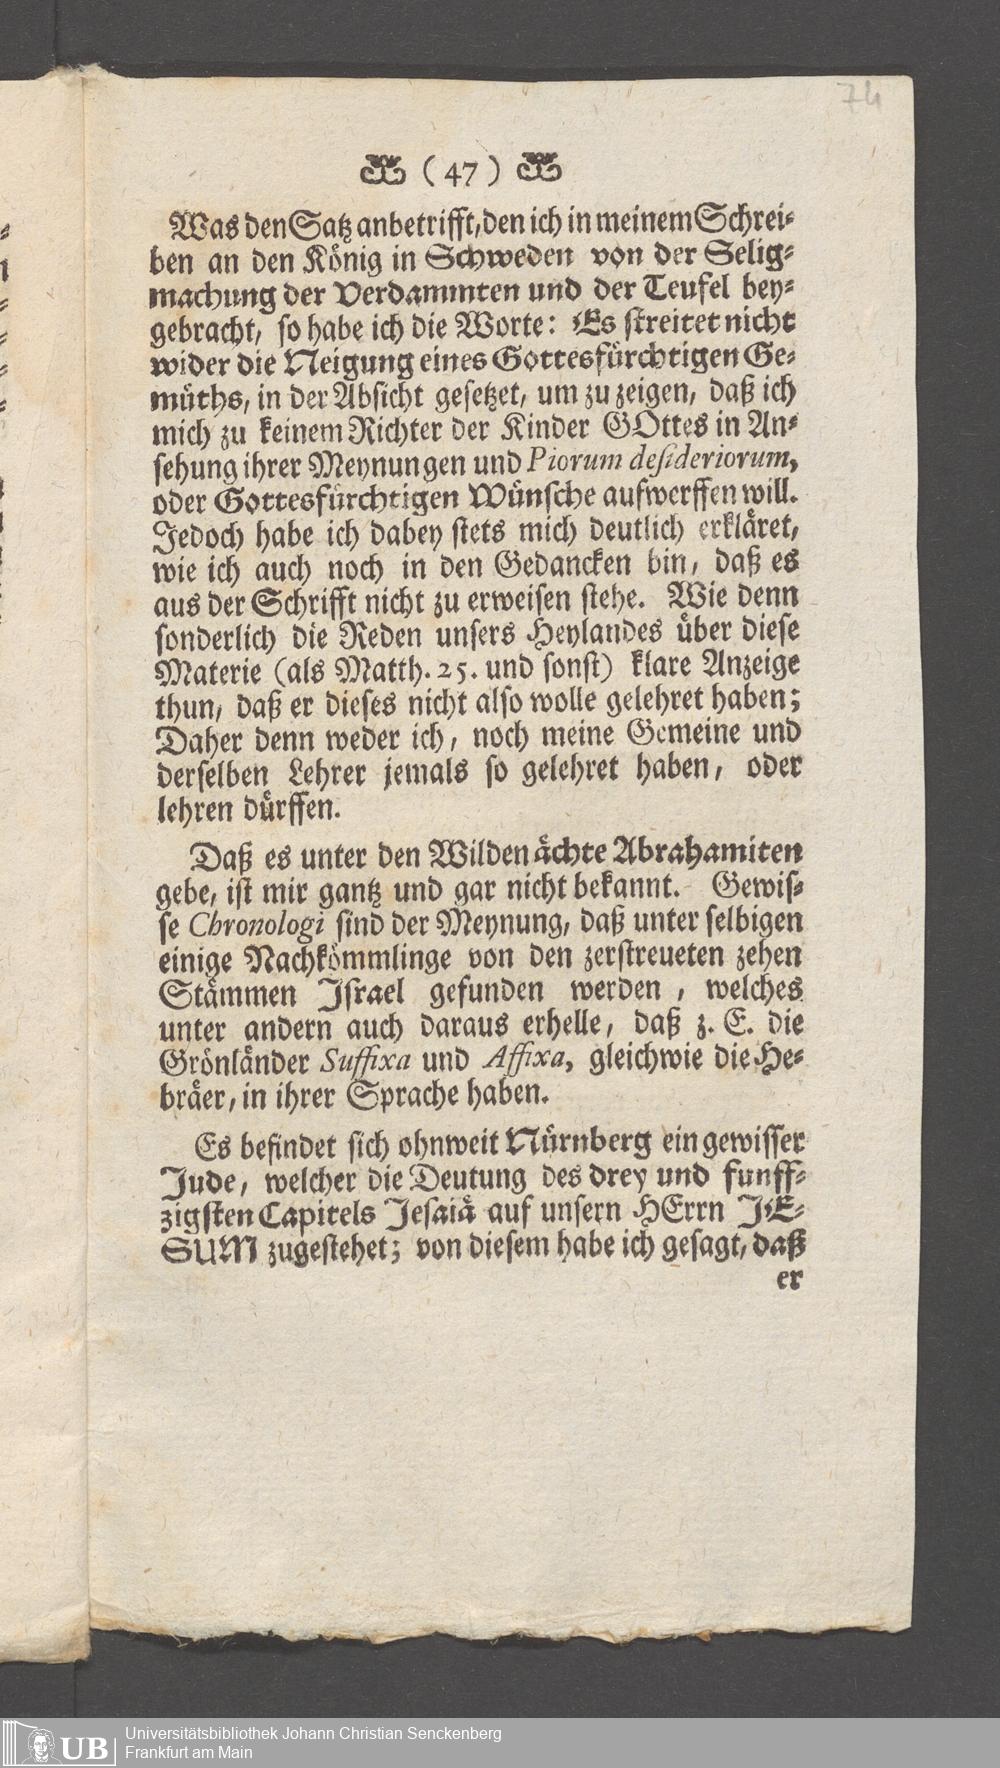 74
( 47 )
Was den Satz anbetrifft, den ich in meinem Schrei-
ben an den König in Schweden von der Selig-
machung der Verdammten und der Teufel bey-
gebracht, so habe ich die Worte: Es streitet nicht
wider die Neigung eines Gottesfürchtigen Ge-
müths, in der Absicht gesetzet, um zu zeigen, daß ich
mich zu keinem Richter der Kinder GOttes in An-
sehung ihrer Meynungen und Piorum desideriorum,
oder Gottesfürchtigen Wünsche aufwerffen will.
Jedoch habe ich dabey stets mich deutlich erkläret,
wie ich auch noch in den Gedancken bin, daß es
aus der Schrifft nicht zu erweisen stehe. Wie denn
sonderlich die Reden unsers Heylandes über diese
Materie (als Matth. 25. und sonst) klare Anzeige
thun, daß er dieses nicht also wolle gelehret haben;
Daher denn weder ich, noch meine Gemeine und
derselben Lehrer jemals so gelehret haben, oder
lehren dürffen.
Daß es unter den Wilden ächte Abrahamiten
gebe, ist mir gantz und gar nicht bekannt. Gewis-
se Chronologi sind der Meynung, daß unter selbigen
einige Nachkömmlinge von den zerstreueten zehen
Stämmen Israel gefunden werden, welches
unter andern auch daraus erhelle, daß z. E. die
Grönländer Suffixa und Affixa, gleichwie die He-
bräer, in ihrer Sprache haben.
Es befindet sich ohnweit Nürnberg ein gewisser
Jude, welcher die Deutung des drey und funff-
zigsten Capitels Jesaiä auf unsern HErrn JE-
SUM zugestehet; von diesem habe ich gesagt, daß
er
UB Universitätsbibliothek Johann Christian Senckenberg
Frankfurt am Main